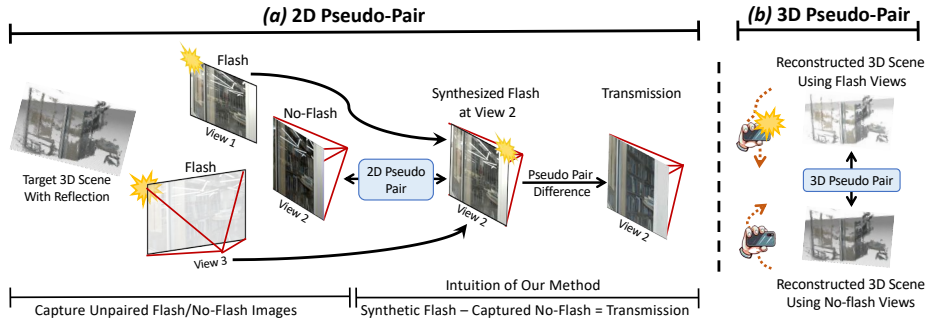 (a) 2D Pseudo-Pair
(b) 3D Pseudo-Pair
Flash
View 1
No-Flash
View 2
Target 3D Scene
With Reflection
Flash
View 3
2D Pseudo
Pair
Synthesized Flash
at View 2
View 2
Pseudo Pair
Difference
Transmission
View 2
Reconstructed 3D Scene
Using Flash Views
3D Pseudo Pair
Reconstructed 3D Scene
Using No-flash Views
Capture Unpaired Flash/No-Flash Images
Intuition of Our Method
Synthetic Flash – Captured No-Flash = Transmission